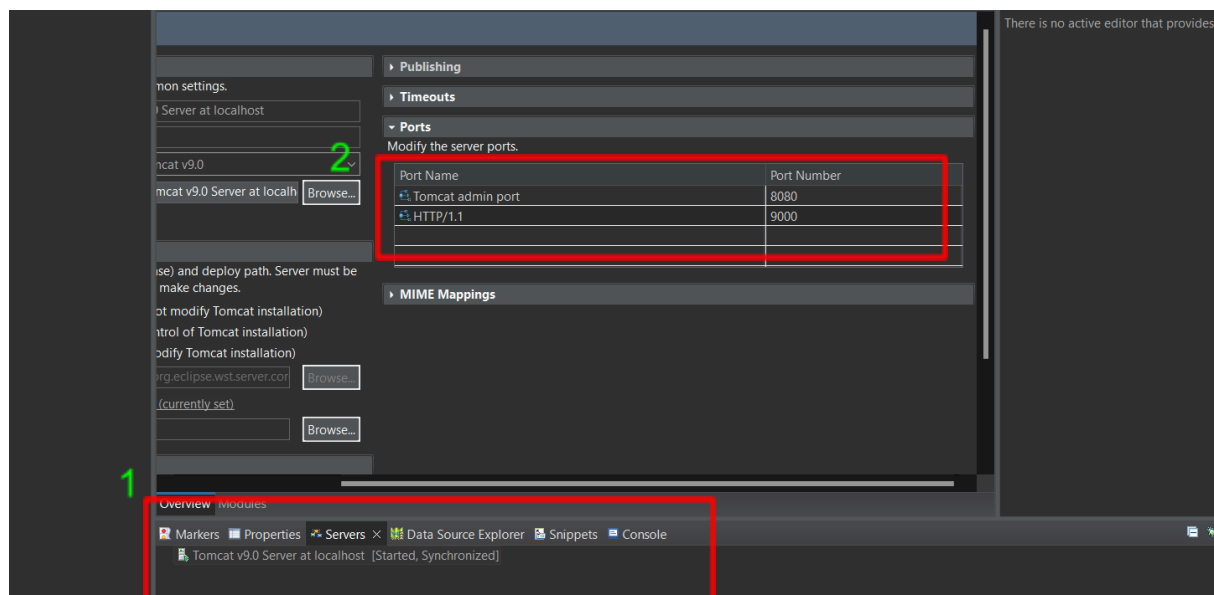 There is no active editor that provides
Publishing
mon settings.
Timeouts
Server at localhost
Ports
Modify the server ports.
2
ncat v9.0
Port Name Port Number
mcat v9.0 Server at localh Browse...
Tomcat admin port 8080
HTTP/1.1 9000
se) and deploy path. Server must be
make changes.
MIME Mappings
ot modify Tomcat installation)
ntrol of Tomcat installation)
odify Tomcat installation)
org.eclipse.wst.server.cor Browse...
(currently set)
Browse...
1
Overview Modules
Markers Properties Servers Data Source Explorer Snippets Console
Tomcat v9.0 Server at localhost [Started, Synchronized]